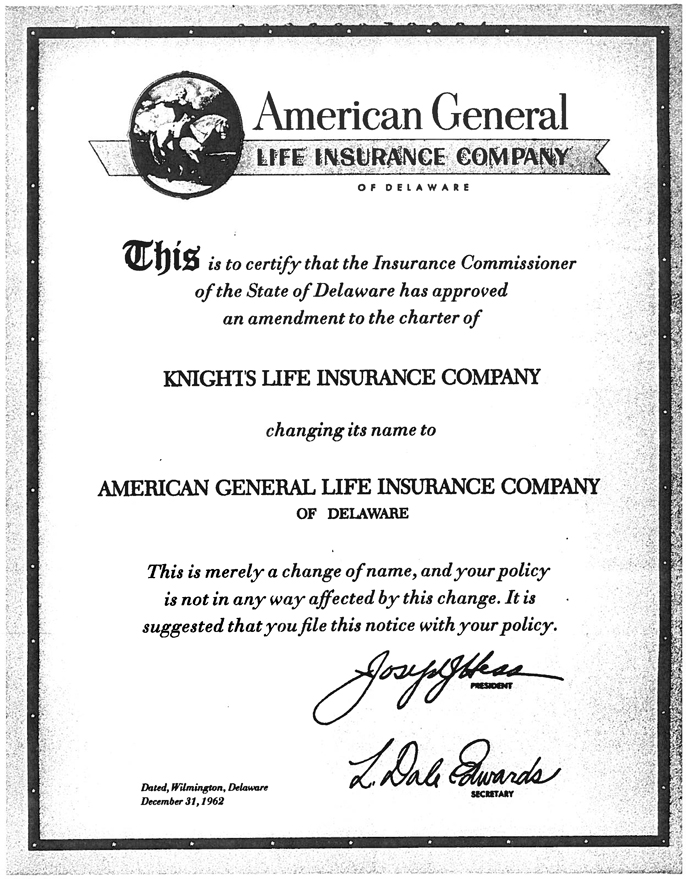 American General
LIFE INSURANCE COMPANY
OF DELAWARE
This is to certify that the Insurance Commissioner
of the State of Delaware has approved
an amendment to the charter of
KNIGHTS LIFE INSURANCE COMPANY
changing its name to
AMERICAN GENERAL LIFE INSURANCE COMPANY
OF DELAWARE
This is merely a change of name, and your policy
is not in any way affected by this change. It is
suggested that you file this notice with your policy.
Joseph J Hess
PRESIDENT
L. Dale Edwards
SECRETARY
Dated, Wilmington, Delaware
December 31, 1962